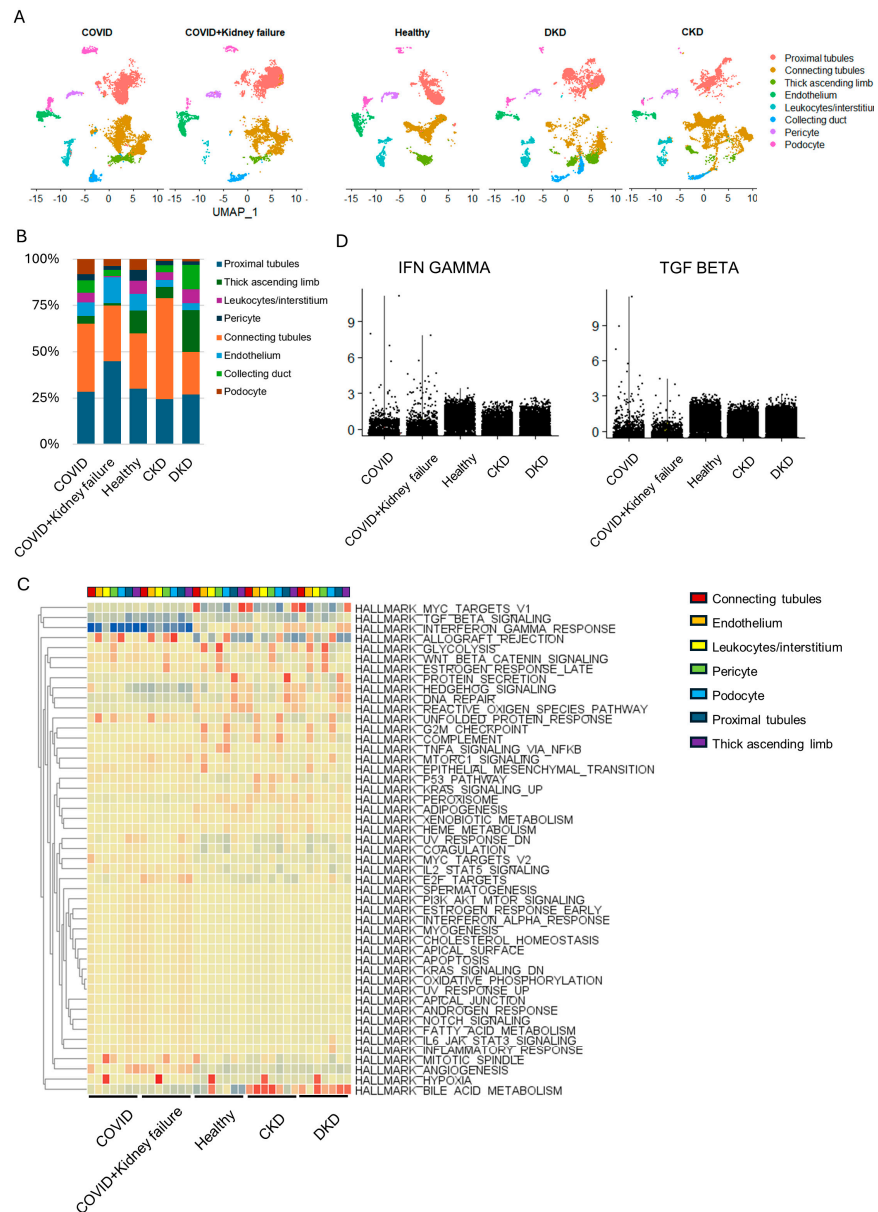 A
COVID
COVID+Kidney failure
Healthy
DKD
CKD
Proximal tubules
Connecting tubules
Thick ascending limb
Endothelium
Leukocytes/interstitium
Collecting duct
Pericyte
Podocyte
-15 -10 -5 0 5 10
-15 -10 -5 0 5 10
-15 -10 -5 0 5 10
-15 -10 -5 0 5 10
-15 -10 -5 0 5 10
UMAP_1
B
100%
75%
50%
25%
0%
COVID
COVID+Kidney failure
Healthy
CKD
DKD
Proximal tubules
Thick ascending limb
Leukocytes/interstitium
Pericyte
Connecting tubules
Endothelium
Collecting duct
Podocyte
D
IFN GAMMA
9
6
3
0
COVID
COVID+Kidney failure
Healthy
CKD
DKD
TGF BETA
9
6
3
0
COVID
COVID+Kidney failure
Healthy
CKD
DKD
C
HALLMARK_MYC_TARGETS_V1
HALLMARK_TGF_BETA_SIGNALING
HALLMARK_INTERFERON_GAMMA_RESPONSE
HALLMARK_ALLOGRAFT_REJECTION
HALLMARK_GLYCOLYSIS
HALLMARK_WNT_BETA_CATENIN_SIGNALING
HALLMARK_ESTROGEN_RESPONSE_LATE
HALLMARK_PROTEIN_SECRETION
HALLMARK_HEDGEHOG_SIGNALING
HALLMARK_DNA_REPAIR
HALLMARK_REACTIVE_OXIGEN_SPECIES_PATHWAY
HALLMARK_UNFOLDED_PROTEIN_RESPONSE
HALLMARK_G2M_CHECKPOINT
HALLMARK_COMPLEMENT
HALLMARK_TNFA_SIGNALING_VIA_NFKB
HALLMARK_MTORC1_SIGNALING
HALLMARK_EPITHELIAL_MESENCHYMAL_TRANSITION
HALLMARK_P53_PATHWAY
HALLMARK_KRAS_SIGNALING_UP
HALLMARK_PEROXISOME
HALLMARK_ADIPOGENESIS
HALLMARK_XENOBIOTIC_METABOLISM
HALLMARK_HEME_METABOLISM
HALLMARK_UV_RESPONSE_DN
HALLMARK_COAGULATION
HALLMARK_MYC_TARGETS_V2
HALLMARK_IL2_STAT5_SIGNALING
HALLMARK_E2F_TARGETS
HALLMARK_SPERMATOGENESIS
HALLMARK_PI3K_AKT_MTOR_SIGNALING
HALLMARK_ESTROGEN_RESPONSE_EARLY
HALLMARK_INTERFERON_ALPHA_RESPONSE
HALLMARK_MYOGENESIS
HALLMARK_CHOLESTEROL_HOMEOSTASIS
HALLMARK_APICAL_SURFACE
HALLMARK_APOPTOSIS
HALLMARK_KRAS_SIGNALING_DN
HALLMARK_OXIDATIVE_PHOSPHORYLATION
HALLMARK_UV_RESPONSE_UP
HALLMARK_APICAL_JUNCTION
HALLMARK_ANDROGEN_RESPONSE
HALLMARK_NOTCH_SIGNALING
HALLMARK_FATTY_ACID_METABOLISM
HALLMARK_IL6_JAK_STAT3_SIGNALING
HALLMARK_INFLAMMATORY_RESPONSE
HALLMARK_MITOTIC_SPINDLE
HALLMARK_ANGIOGENESIS
HALLMARK_HYPOXIA
HALLMARK_BILE_ACID_METABOLISM
COVID
COVID+Kidney failure
Healthy
CKD
DKD
Connecting tubules
Endothelium
Leukocytes/interstitium
Pericyte
Podocyte
Proximal tubules
Thick ascending limb